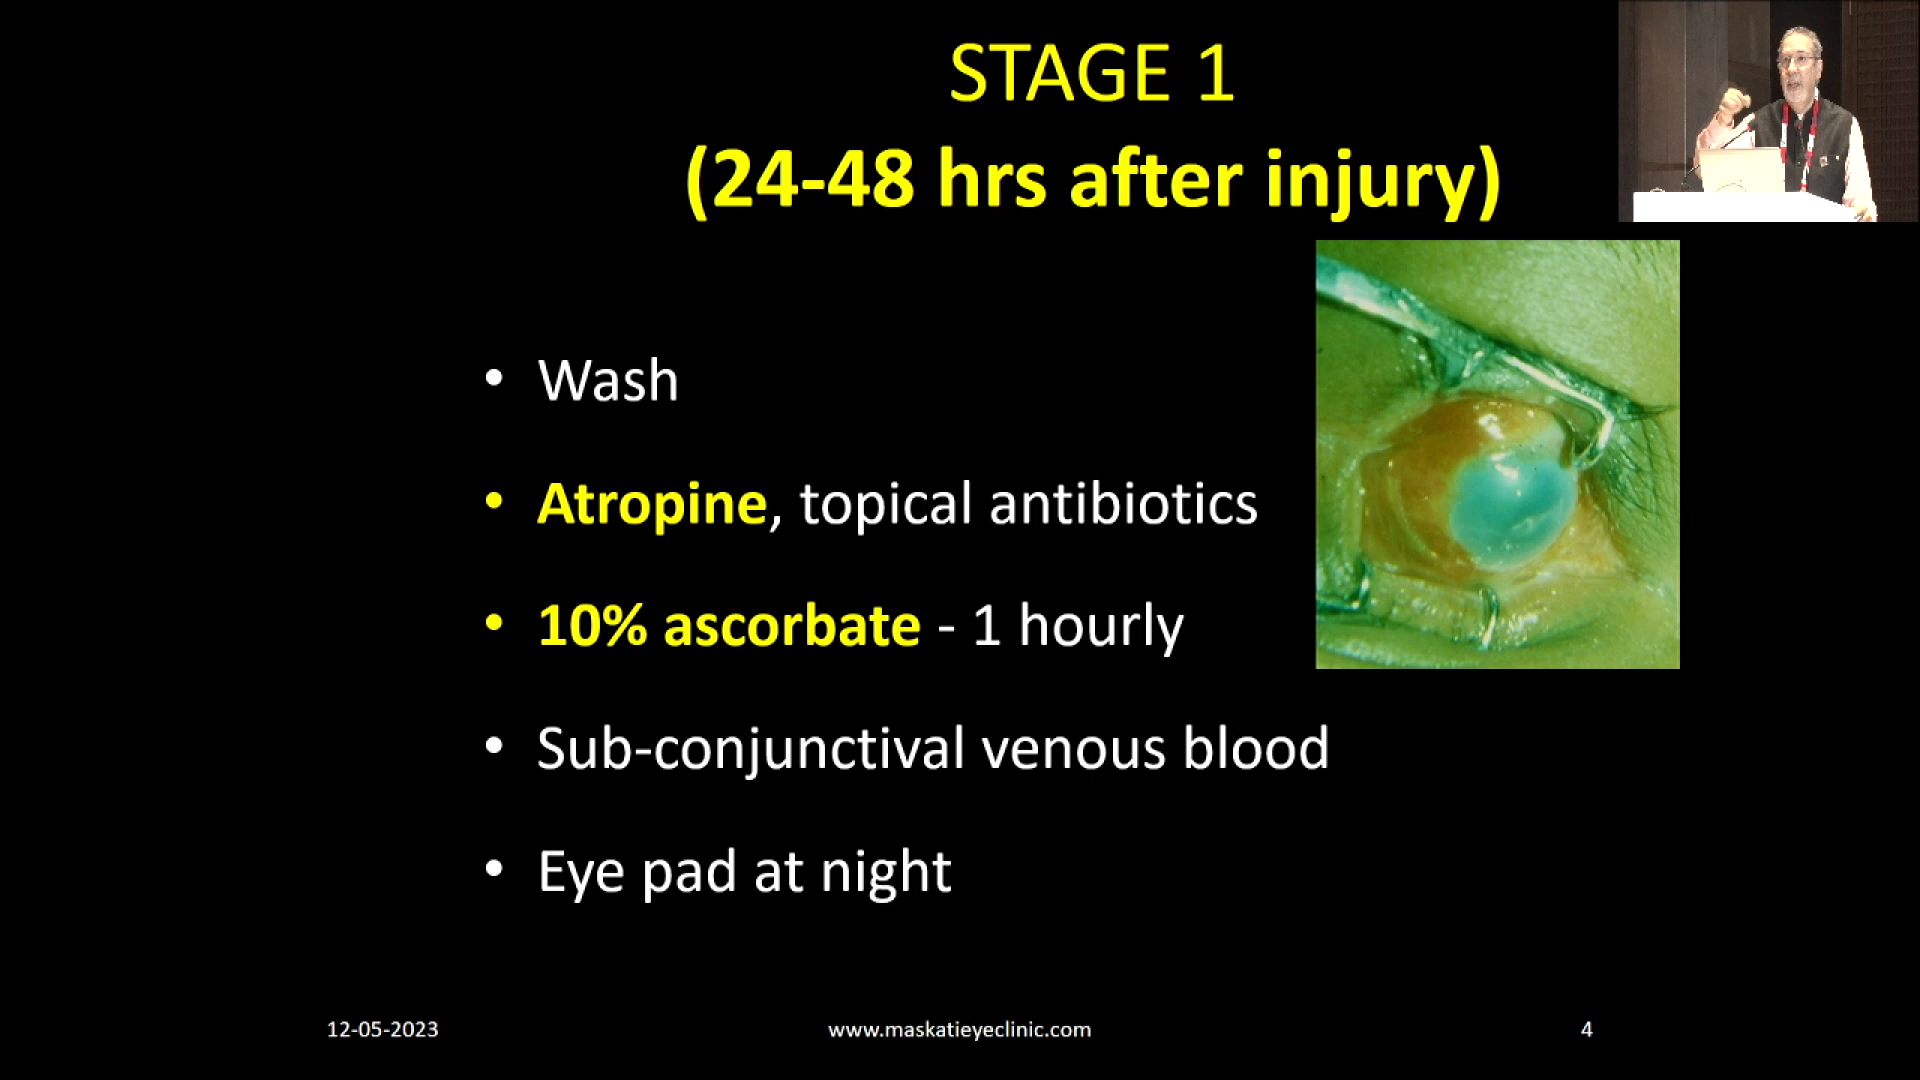 STAGE 1
(24-48 hrs after injury)
• Wash
• Atropine, topical antibiotics
• 10% ascorbate - 1 hourly
• Sub-conjunctival venous blood
• Eye pad at night
12-05-2023
www.maskatieyeclinic.com
4